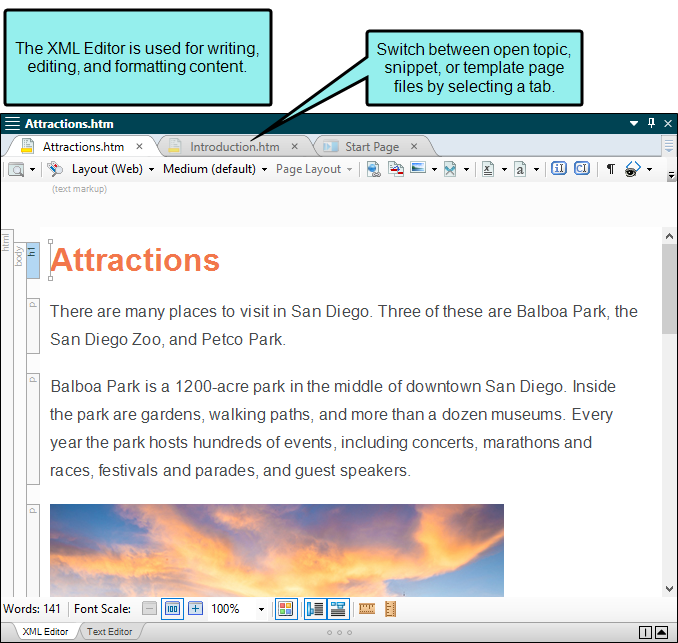 The XML Editor is used for writing,
editing, and formatting content.
Switch between open topic,
snippet, or template page
files by selecting a tab.
Attractions.htm
Attractions.htm
Introduction.htm
Start Page
Layout (Web)
Medium (default)
Page Layout
(text markup)
html
body
h1
Attractions
p
There are many places to visit in San Diego. Three of these are Balboa Park, the
San Diego Zoo, and Petco Park.
p
Balboa Park is a 1200-acre park in the middle of downtown San Diego. Inside
the park are gardens, walking paths, and more than a dozen museums. Every
year the park hosts hundreds of events, including concerts, marathons and
races, festivals and parades, and guest speakers.
p
Words: 141 Font Scale: 100 100%
XML Editor Text Editor